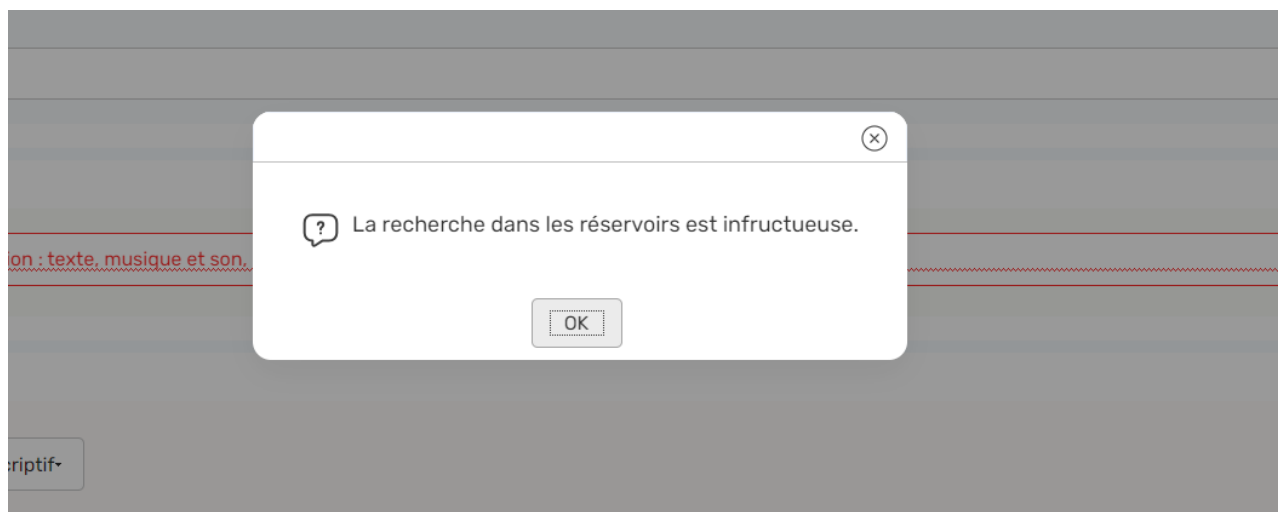 ?
La recherche dans les réservoirs est infructueuse.
ion : texte, musique et son,
OK
criptif